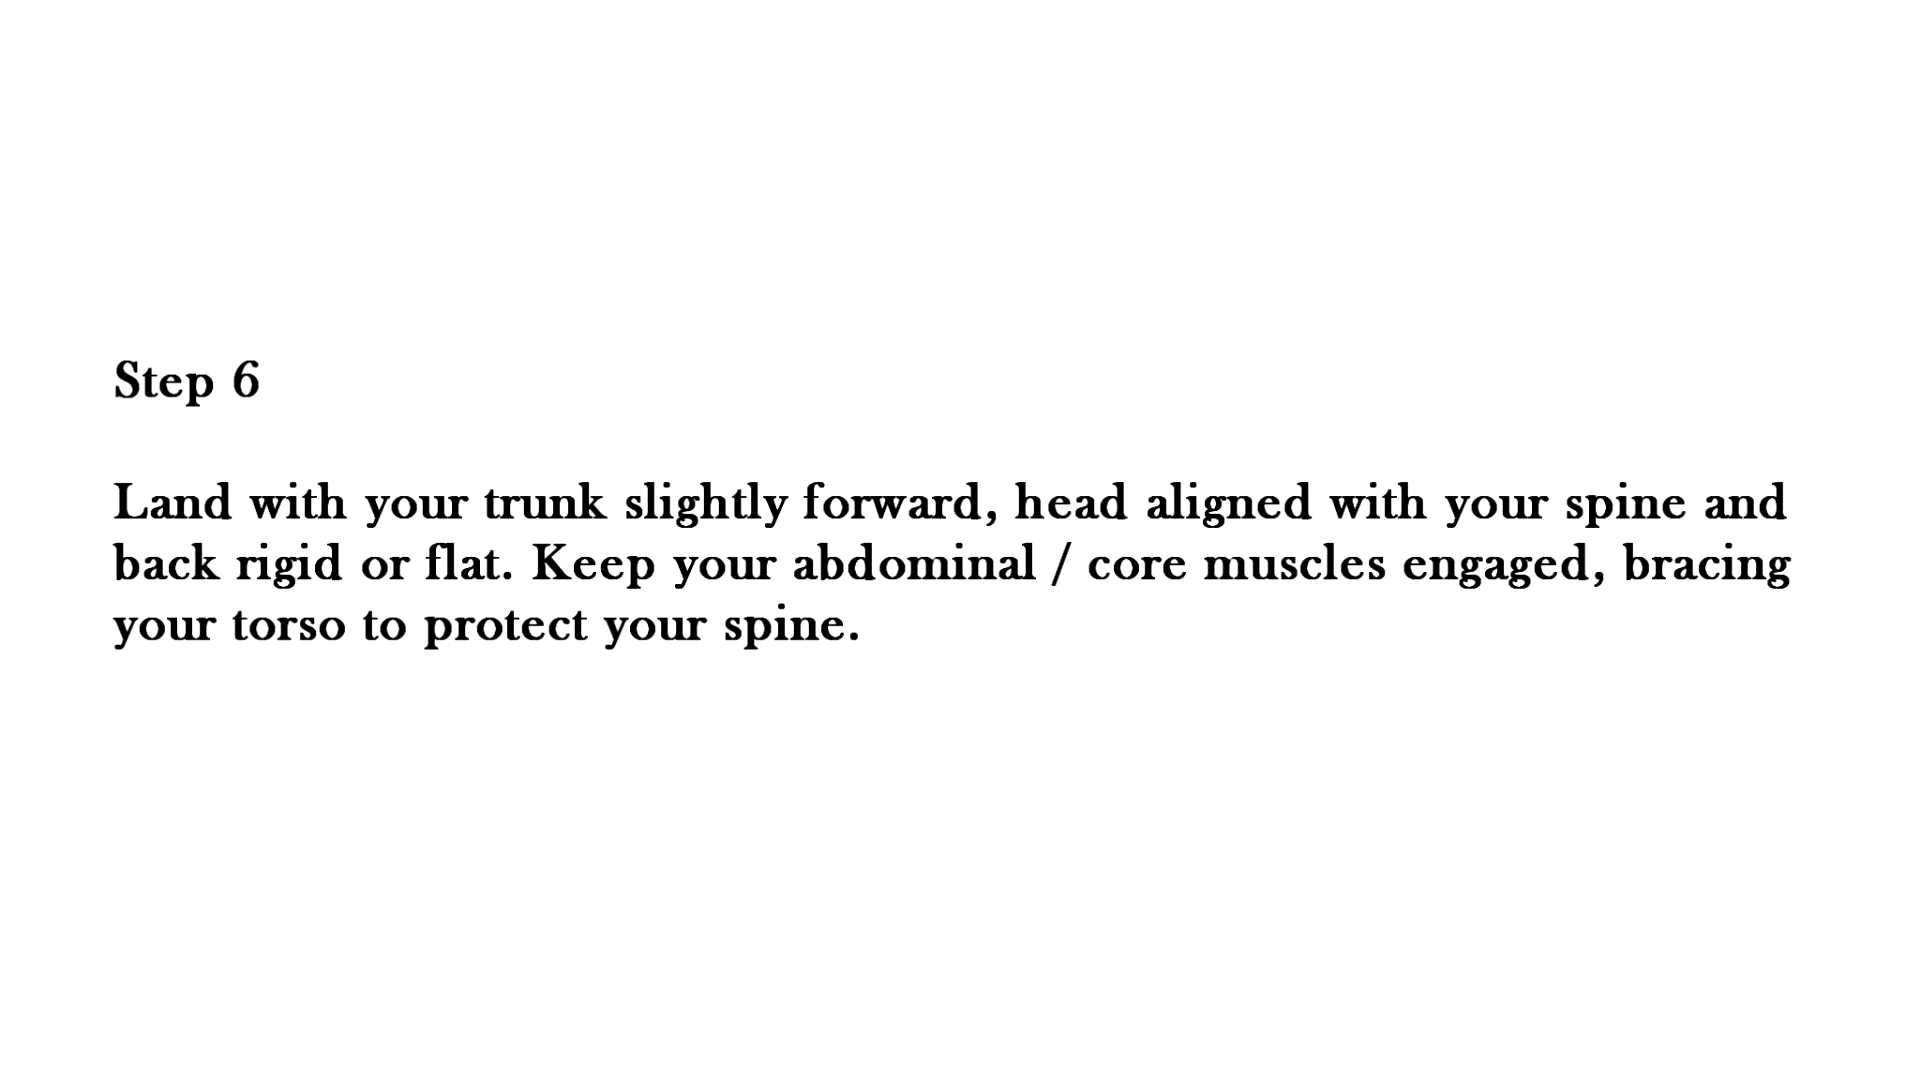 Step 6
Land with your trunk slightly forward, head aligned with your spine and
back rigid or flat. Keep your abdominal / core muscles engaged, bracing
your torso to protect your spine.